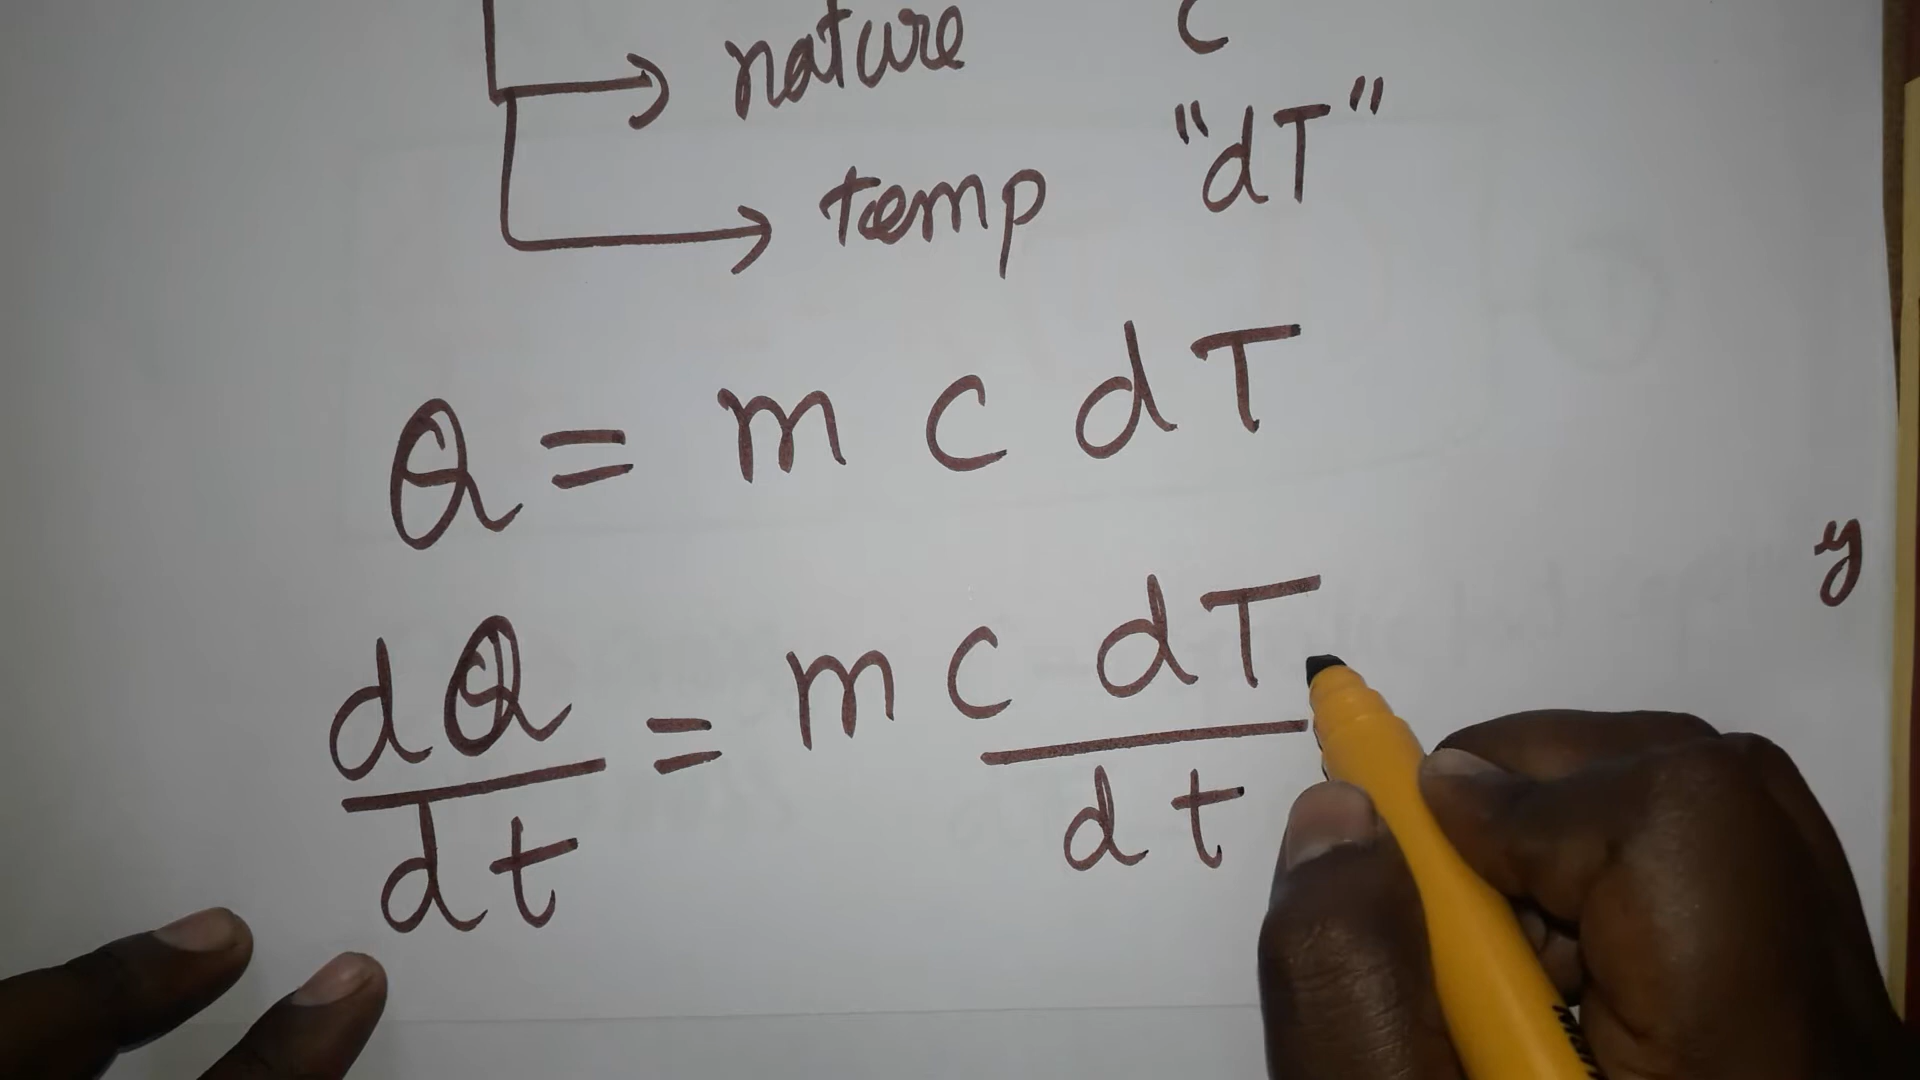 nature c
temp "dT"
Q = m c dT
dQ/dt = m c dT/dt
y